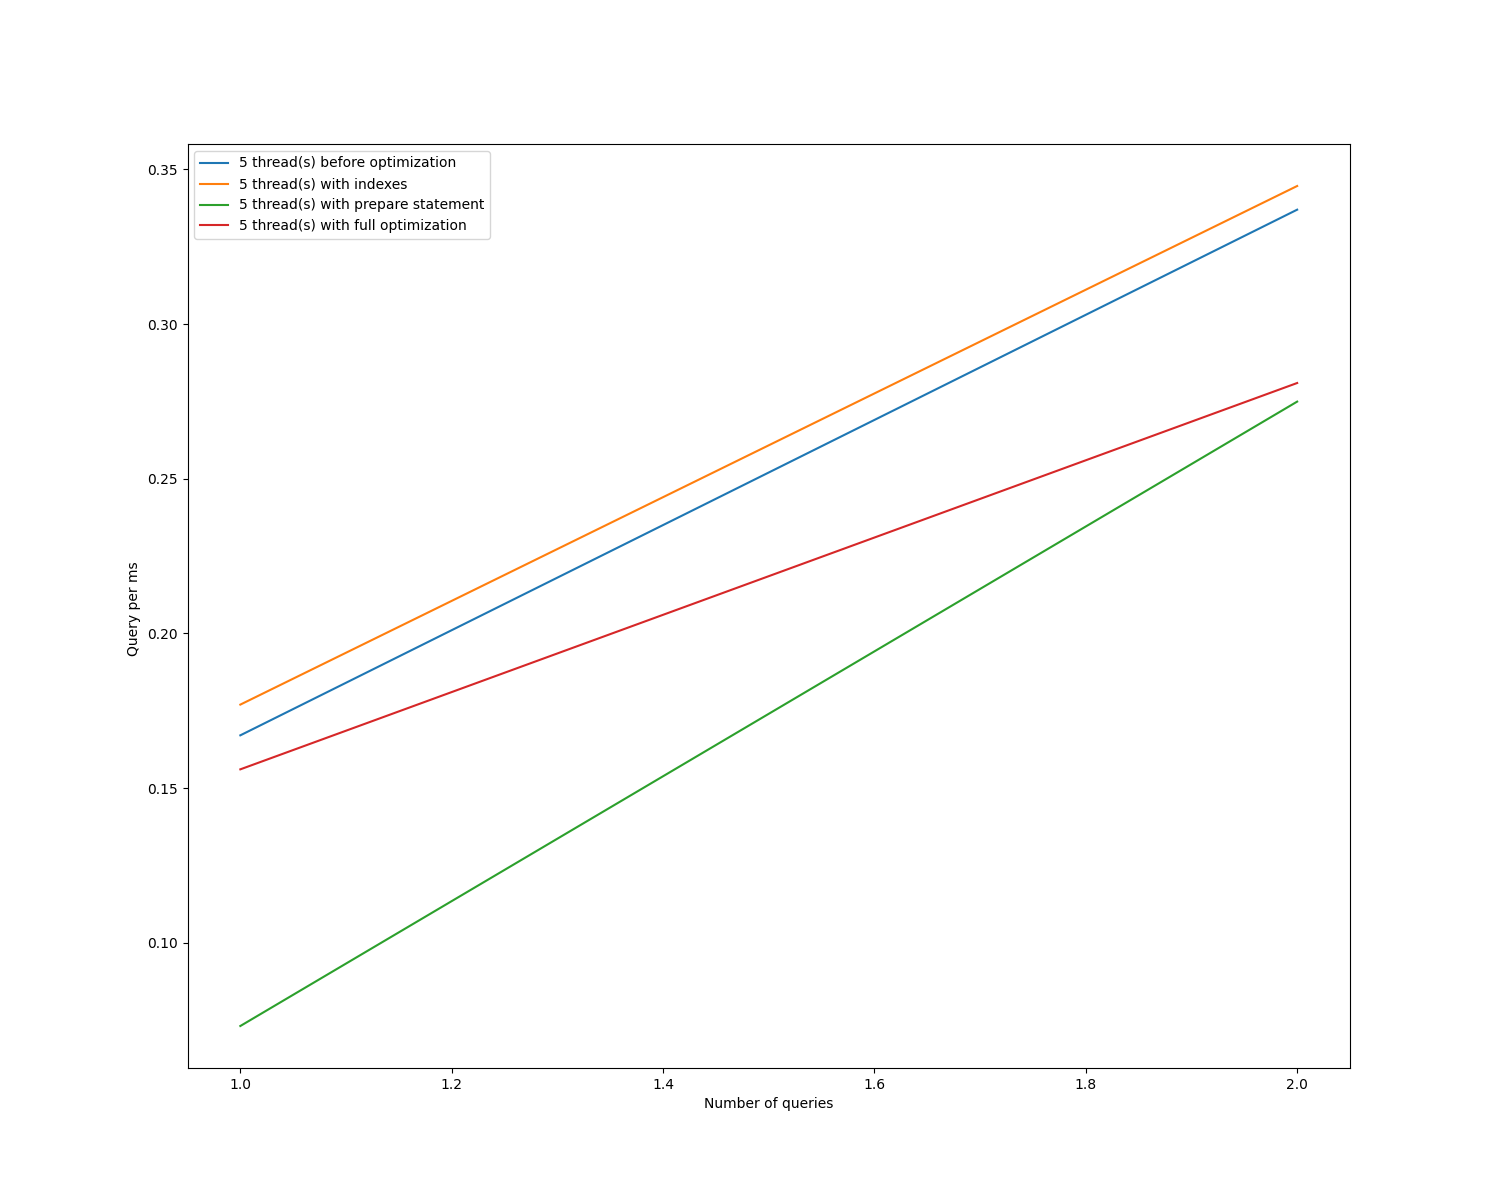 5 thread(s) before optimization
5 thread(s) with indexes
5 thread(s) with prepare statement
5 thread(s) with full optimization
0.35
0.30
0.25
0.20
0.15
0.10
Query per ms
1.0 1.2 1.4 1.6 1.8 2.0
Number of queries